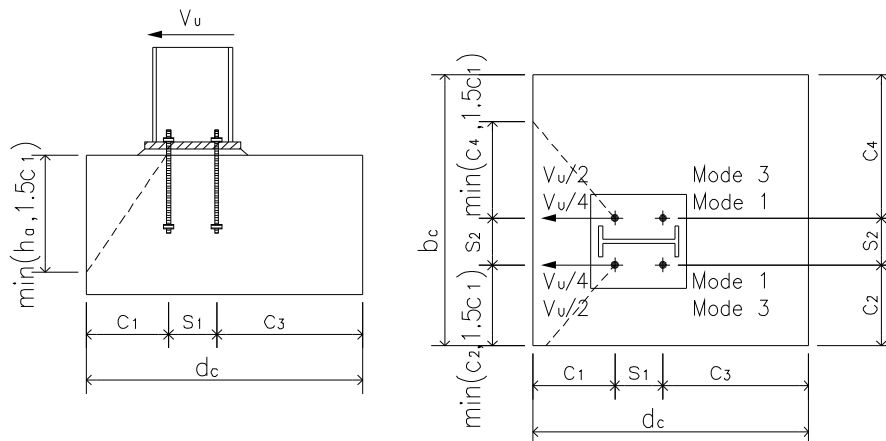 Vu
min(ha,1.5c1)
c1
s1
c3
dc
bc
min(c4,1.5c1)
s2
min(c2,1.5c1)
Vu/2 Mode 3
Vu/4 Mode 1
Vu/4 Mode 1
Vu/2 Mode 3
c4
s2
c2
c1
s1
c3
dc